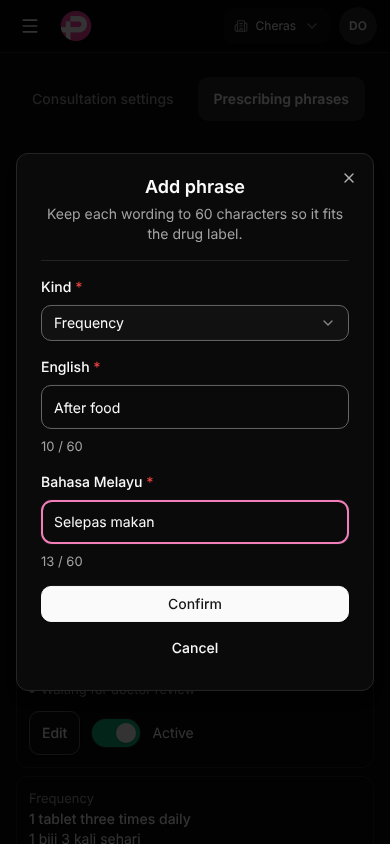 Cheras
DO
Consultation settings
Prescribing phrases
Add phrase
Keep each wording to 60 characters so it fits
the drug label.
Kind *
Frequency
English *
After food
10 / 60
Bahasa Melayu *
Selepas makan
13 / 60
Confirm
Cancel
Waiting for doctor review
Edit
Active
Frequency
1 tablet three times daily
1 biji 3 kali sehari